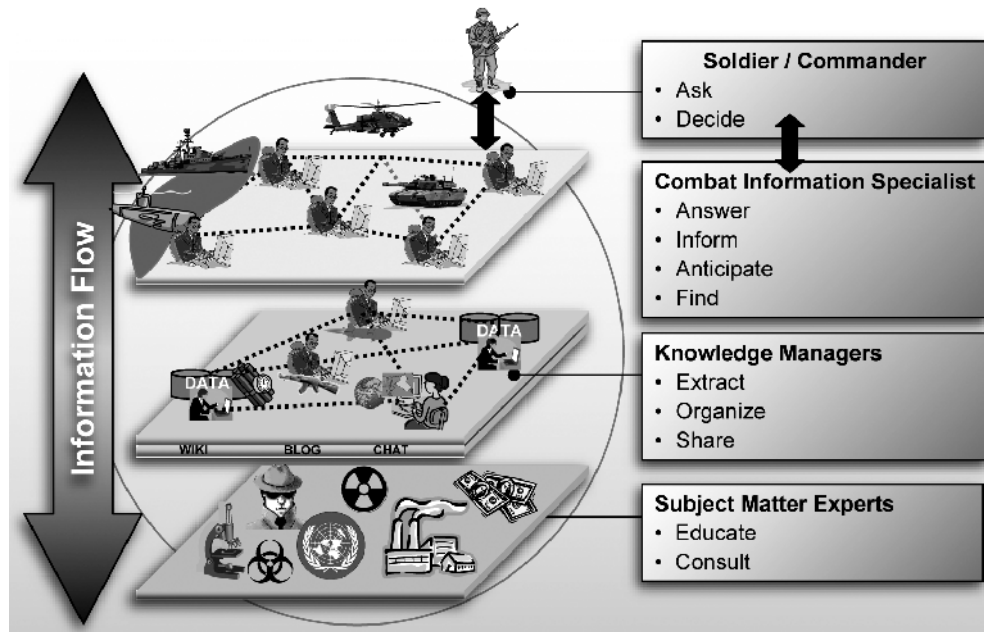 Information Flow
Soldier / Commander
• Ask
• Decide
Combat Information Specialist
• Answer
• Inform
• Anticipate
• Find
DATA
DATA
Knowledge Managers
• Extract
• Organize
• Share
WIKI BLOG CHAT
Subject Matter Experts
• Educate
• Consult